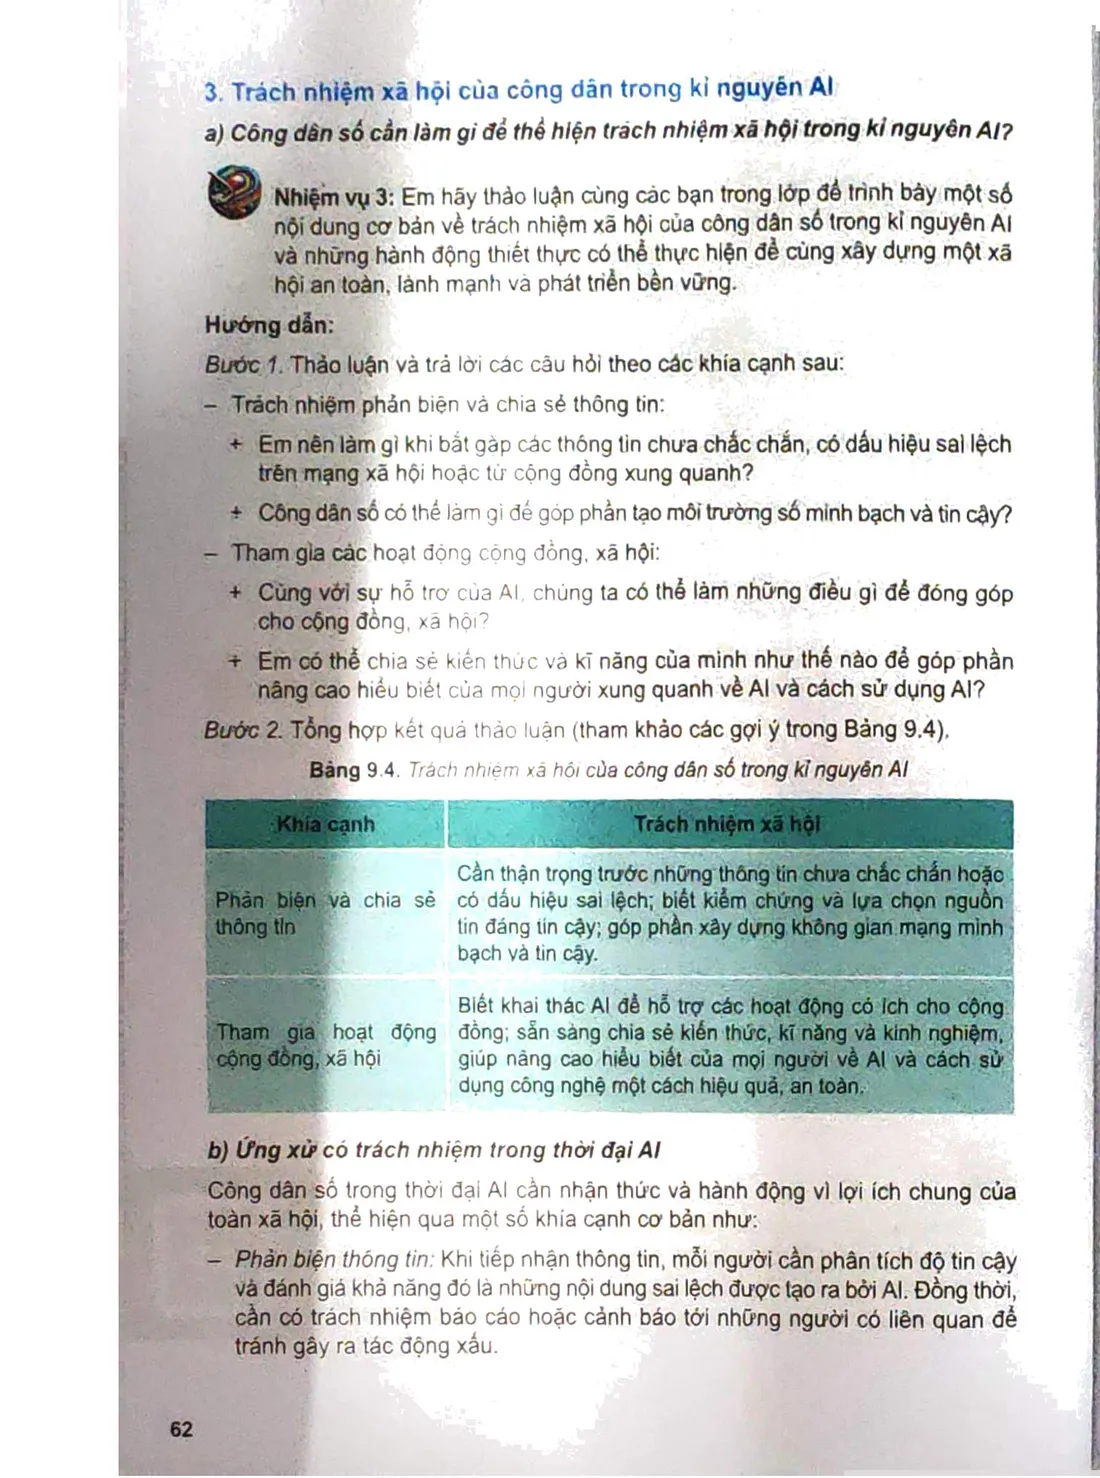 3. Trách nhiệm xã hội của công dân trong kỉ nguyên AI
a) Công dân số cần làm gì để thể hiện trách nhiệm xã hội trong kỉ nguyên AI?
Nhiệm vụ 3: Em hãy thảo luận cùng các bạn trong lớp để trình bày một số
nội dung cơ bản về trách nhiệm xã hội của công dân số trong kỉ nguyên AI
và những hành động thiết thực có thể thực hiện để cùng xây dựng một xã
hội an toàn, lành mạnh và phát triển bền vững.
Hướng dẫn:
Bước 1. Thảo luận và trả lời các câu hỏi theo các khía cạnh sau:
– Trách nhiệm phản biện và chia sẻ thông tin:
+ Em nên làm gì khi bắt gặp các thông tin chưa chắc chắn, có dấu hiệu sai lệch
trên mạng xã hội hoặc từ cộng đồng xung quanh?
+ Công dân số có thể làm gì để góp phần tạo môi trường số minh bạch và tin cậy?
– Tham gia các hoạt động cộng đồng, xã hội:
+ Cùng với sự hỗ trợ của AI, chúng ta có thể làm những điều gì để đóng góp
cho cộng đồng, xã hội?
+ Em có thể chia sẻ kiến thức và kĩ năng của mình như thế nào để góp phần
nâng cao hiểu biết của mọi người xung quanh về AI và cách sử dụng AI?
Bước 2. Tổng hợp kết quả thảo luận (tham khảo các gợi ý trong Bảng 9.4).
Bảng 9.4. Trách nhiệm xã hội của công dân số trong kỉ nguyên AI
Khía cạnh
Trách nhiệm xã hội
Phản biện và chia sẻ
thông tin
Cần thận trọng trước những thông tin chưa chắc chắn hoặc
có dấu hiệu sai lệch; biết kiểm chứng và lựa chọn nguồn
tin đáng tin cậy; góp phần xây dựng không gian mạng minh
bạch và tin cậy.
Tham gia hoạt động
cộng đồng, xã hội
Biết khai thác AI để hỗ trợ các hoạt động có ích cho cộng
đồng; sẵn sàng chia sẻ kiến thức, kĩ năng và kinh nghiệm,
giúp nâng cao hiểu biết của mọi người về AI và cách sử
dụng công nghệ một cách hiệu quả, an toàn.
b) Ứng xử có trách nhiệm trong thời đại AI
Công dân số trong thời đại AI cần nhận thức và hành động vì lợi ích chung của
toàn xã hội, thể hiện qua một số khía cạnh cơ bản như:
– Phản biện thông tin: Khi tiếp nhận thông tin, mỗi người cần phân tích độ tin cậy
và đánh giá khả năng đó là những nội dung sai lệch được tạo ra bởi AI. Đồng thời,
cần có trách nhiệm báo cáo hoặc cảnh báo tới những người có liên quan để
tránh gây ra tác động xấu.
62